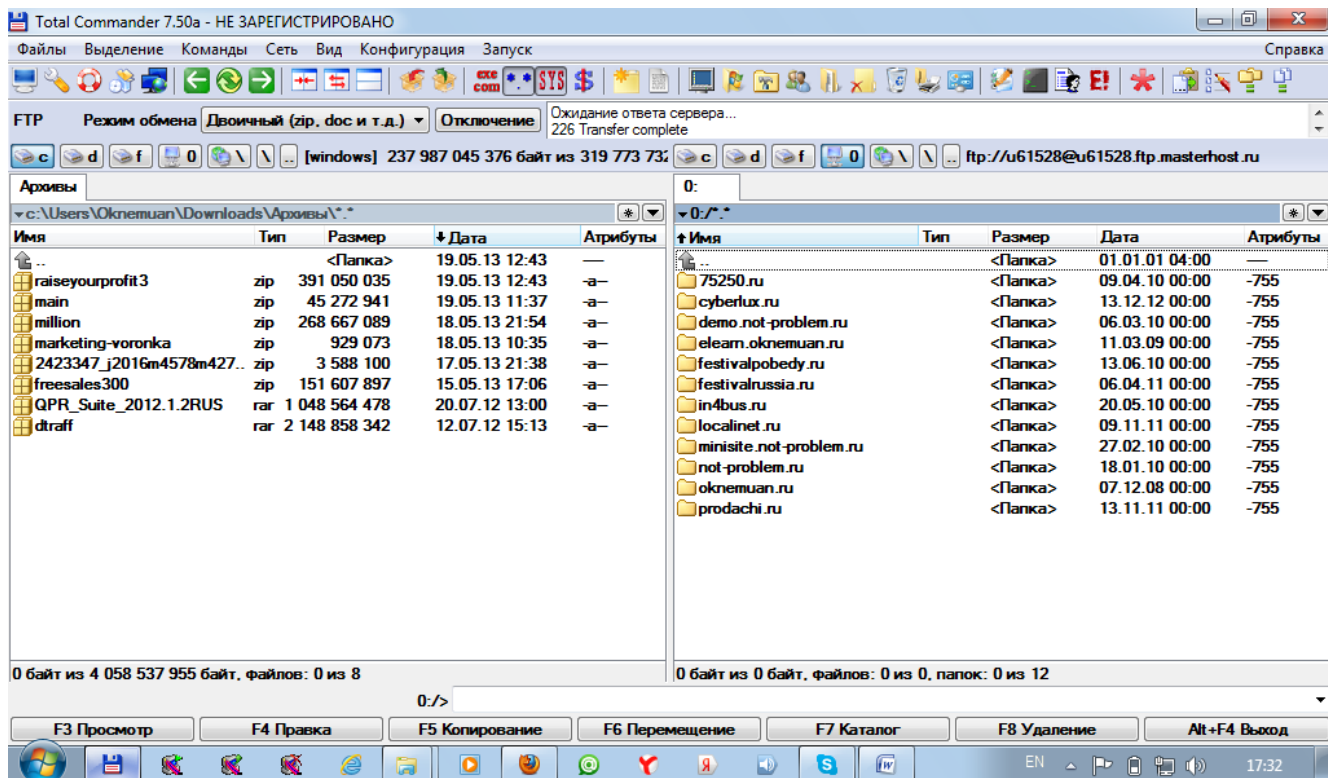 Total Commander 7.50a - НЕ ЗАРЕГИСТРИРОВАНО
Файлы Выделение Команды Сеть Вид Конфигурация Запуск Справка
exe com *.* SYS $ E!
FTP Режим обмена Двоичный (zip, doc и т.д.) Отключение Ожидание ответа сервера...
226 Transfer complete
c d f 0 \ \ .. [windows] 237 987 045 376 байт из 319 773 732 c d f 0 \ \ .. ftp://u61528@u61528.ftp.masterhost.ru
Архивы 0:
c:\Users\Oknemuan\Downloads\Архивы\*.* * 0:/*.* *
Имя Тип Размер Дата Атрибуты Имя Тип Размер Дата Атрибуты
.. <Папка> 19.05.13 12:43 — .. <Папка> 01.01.01 04:00 —
raiseyourprofit3 zip 391 050 035 19.05.13 12:43 -a-- 75250.ru <Папка> 09.04.10 00:00 -755
main zip 45 272 941 19.05.13 11:37 -a-- cyberlux.ru <Папка> 13.12.12 00:00 -755
million zip 268 667 089 18.05.13 21:54 -a-- demo.not-problem.ru <Папка> 06.03.10 00:00 -755
marketing-voronka zip 929 073 18.05.13 10:35 -a-- elearn.oknemuan.ru <Папка> 11.03.09 00:00 -755
2423347_j2016m4578m427.. zip 3 588 100 17.05.13 21:38 -a-- festivalpobedy.ru <Папка> 13.06.10 00:00 -755
freesales300 zip 151 607 897 15.05.13 17:06 -a-- festivalrussia.ru <Папка> 06.04.11 00:00 -755
QPR_Suite_2012.1.2RUS rar 1 048 564 478 20.07.12 13:00 -a-- in4bus.ru <Папка> 20.05.10 00:00 -755
dtraff rar 2 148 858 342 12.07.12 15:13 -a-- localinet.ru <Папка> 09.11.11 00:00 -755
minisite.not-problem.ru <Папка> 27.02.10 00:00 -755
not-problem.ru <Папка> 18.01.10 00:00 -755
oknemuan.ru <Папка> 07.12.08 00:00 -755
prodachi.ru <Папка> 13.11.11 00:00 -755
0 байт из 4 058 537 955 байт, файлов: 0 из 8 0 байт из 0 байт, файлов: 0 из 0, папок: 0 из 12
0:/>
F3 Просмотр F4 Правка F5 Копирование F6 Перемещение F7 Каталог F8 Удаление Alt+F4 Выход
Я S W EN 17:32